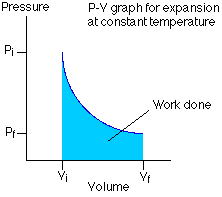 Pressure
P-V graph for expansion
at constant temperature
Pi
Work done
Pf
Vi
Vf
Volume